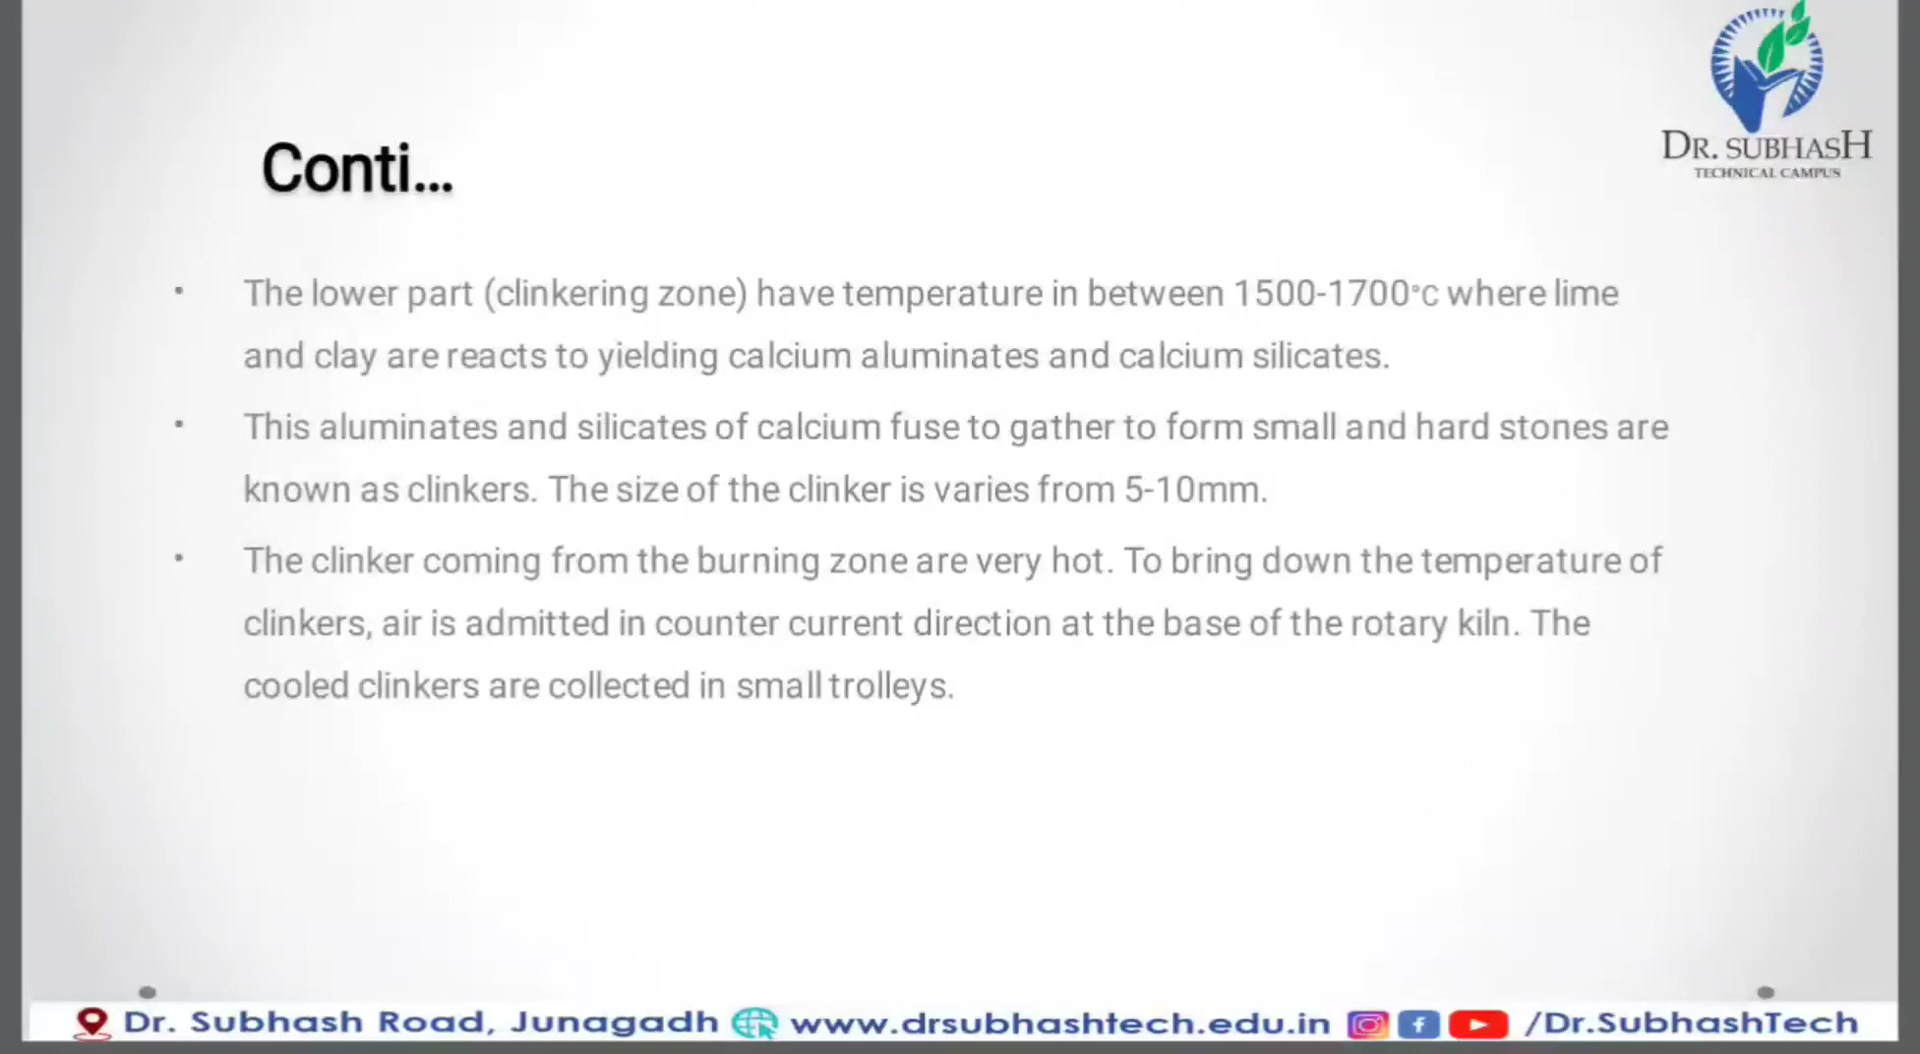 DR. SUBHASH
TECHNICAL CAMPUS
Conti...
• The lower part (clinkering zone) have temperature in between 1500-1700°C where lime
and clay are reacts to yielding calcium aluminates and calcium silicates.
• This aluminates and silicates of calcium fuse to gather to form small and hard stones are
known as clinkers. The size of the clinker is varies from 5-10mm.
• The clinker coming from the burning zone are very hot. To bring down the temperature of
clinkers, air is admitted in counter current direction at the base of the rotary kiln. The
cooled clinkers are collected in small trolleys.
Dr. Subhash Road, Junagadh www.drsubhashtech.edu.in /Dr.SubhashTech